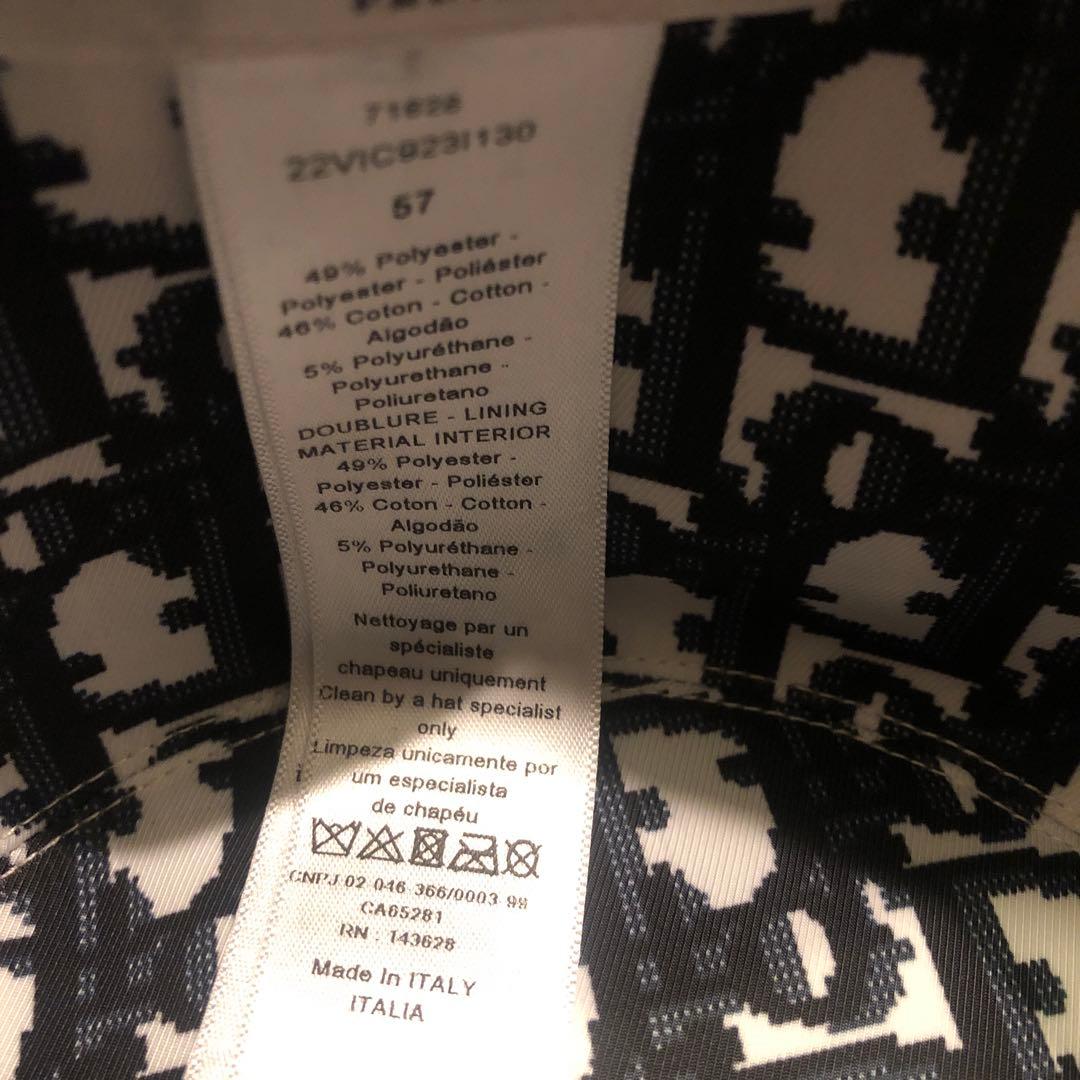 71628
22VIC923I130
57
49% Polyester -
Polyester - Poliéster
46% Coton - Cotton -
Algodão
5% Polyuréthane -
Polyurethane -
Poliuretano
DOUBLURE - LINING
MATERIAL INTERIOR
49% Polyester -
Polyester - Poliéster
46% Coton - Cotton -
Algodão
5% Polyuréthane -
Polyurethane -
Poliuretano
Nettoyage par un
spécialiste
chapeau uniquement
Clean by a hat specialist
only
Limpeza unicamente por
um especialista
de chapéu
CNPJ 02 046 366/0003 98
CA65281
RN : 143628
Made In ITALY
ITALIA